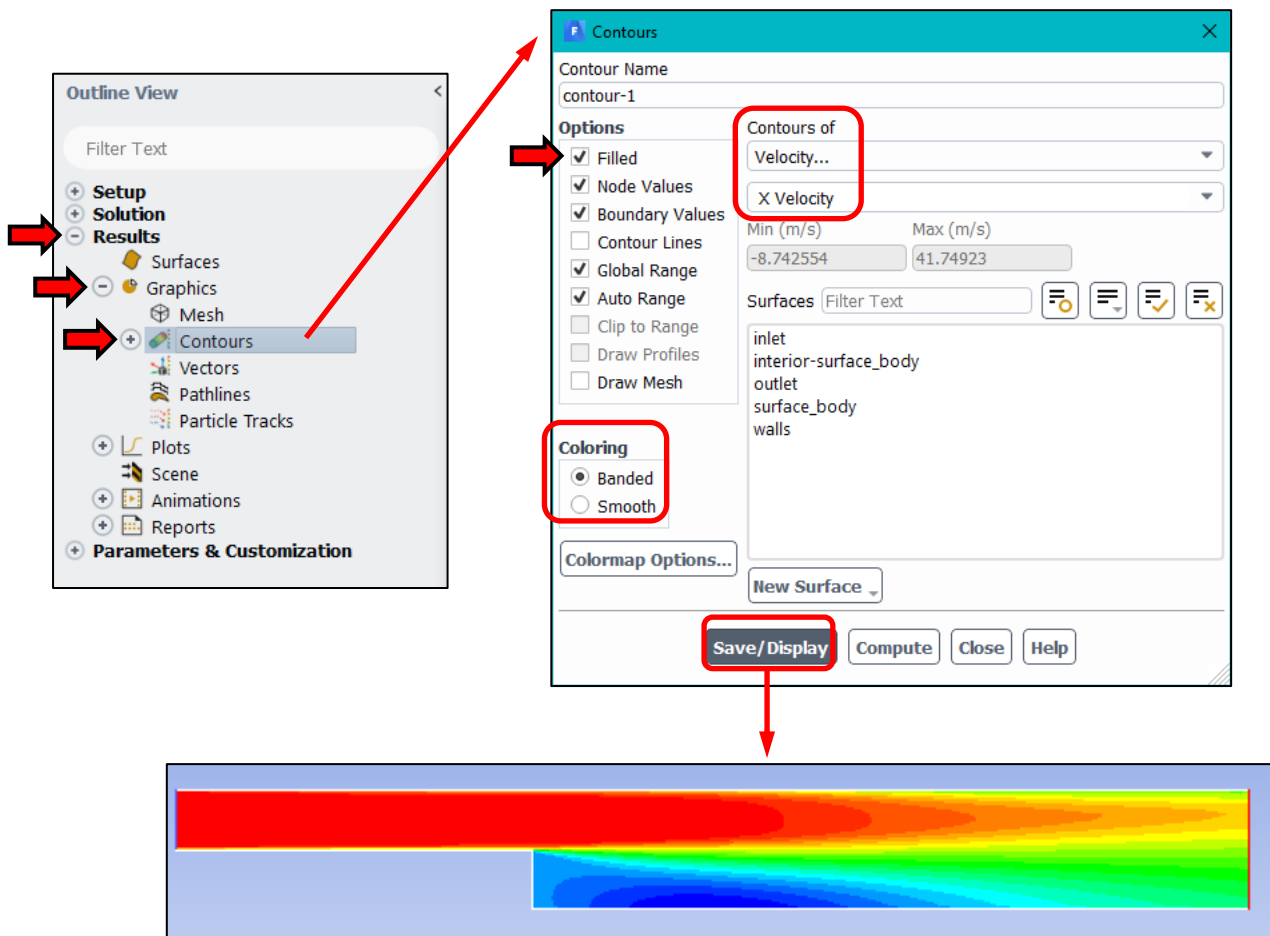 Outline View
<
Filter Text
Setup
Solution
Results
Surfaces
Graphics
Mesh
Contours
Vectors
Pathlines
Particle Tracks
Plots
Scene
Animations
Reports
Parameters & Customization
F Contours
Contour Name
contour-1
Options
Filled
Node Values
Boundary Values
Contour Lines
Global Range
Auto Range
Clip to Range
Draw Profiles
Draw Mesh
Coloring
Banded
Smooth
Colormap Options...
Contours of
Velocity...
X Velocity
Min (m/s) Max (m/s)
-8.742554 41.74923
Surfaces Filter Text
inlet
interior-surface_body
outlet
surface_body
walls
New Surface
Save/Display Compute Close Help